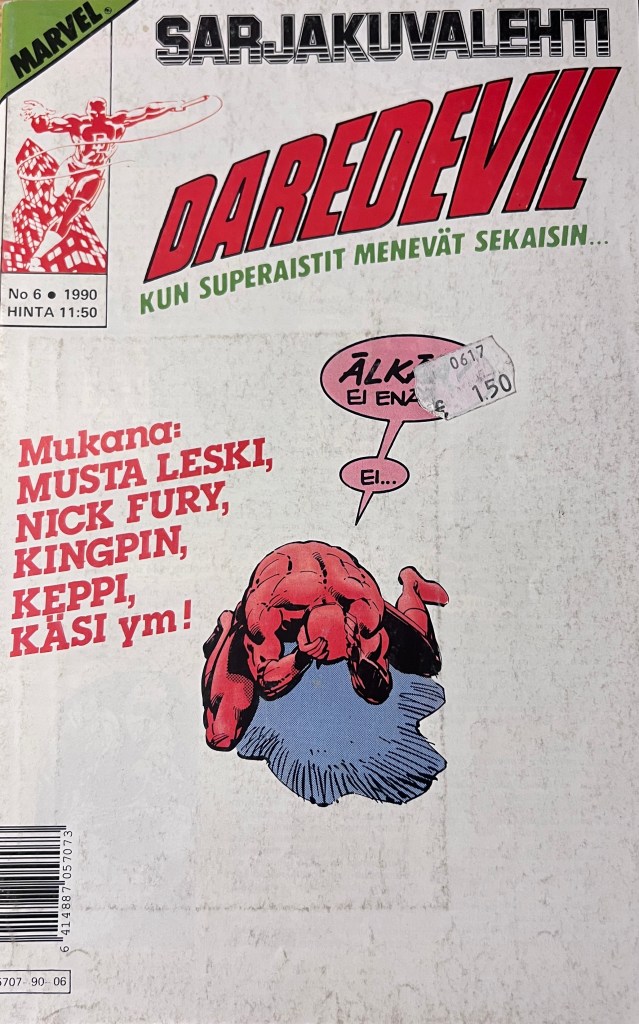 MARVEL
SARJAKUVALEHTI
DAREDEVIL
KUN SUPERAISTIT MENEVÄT SEKAISIN...
No 6 • 1990
HINTA 11:50
EI
0617
€ 1.50
EI...
Mukana:
MUSTA LESKI,
NICK FURY,
KINGPIN,
KEPPI,
KÄSI ym!
6 414887 057073
5707-90-06